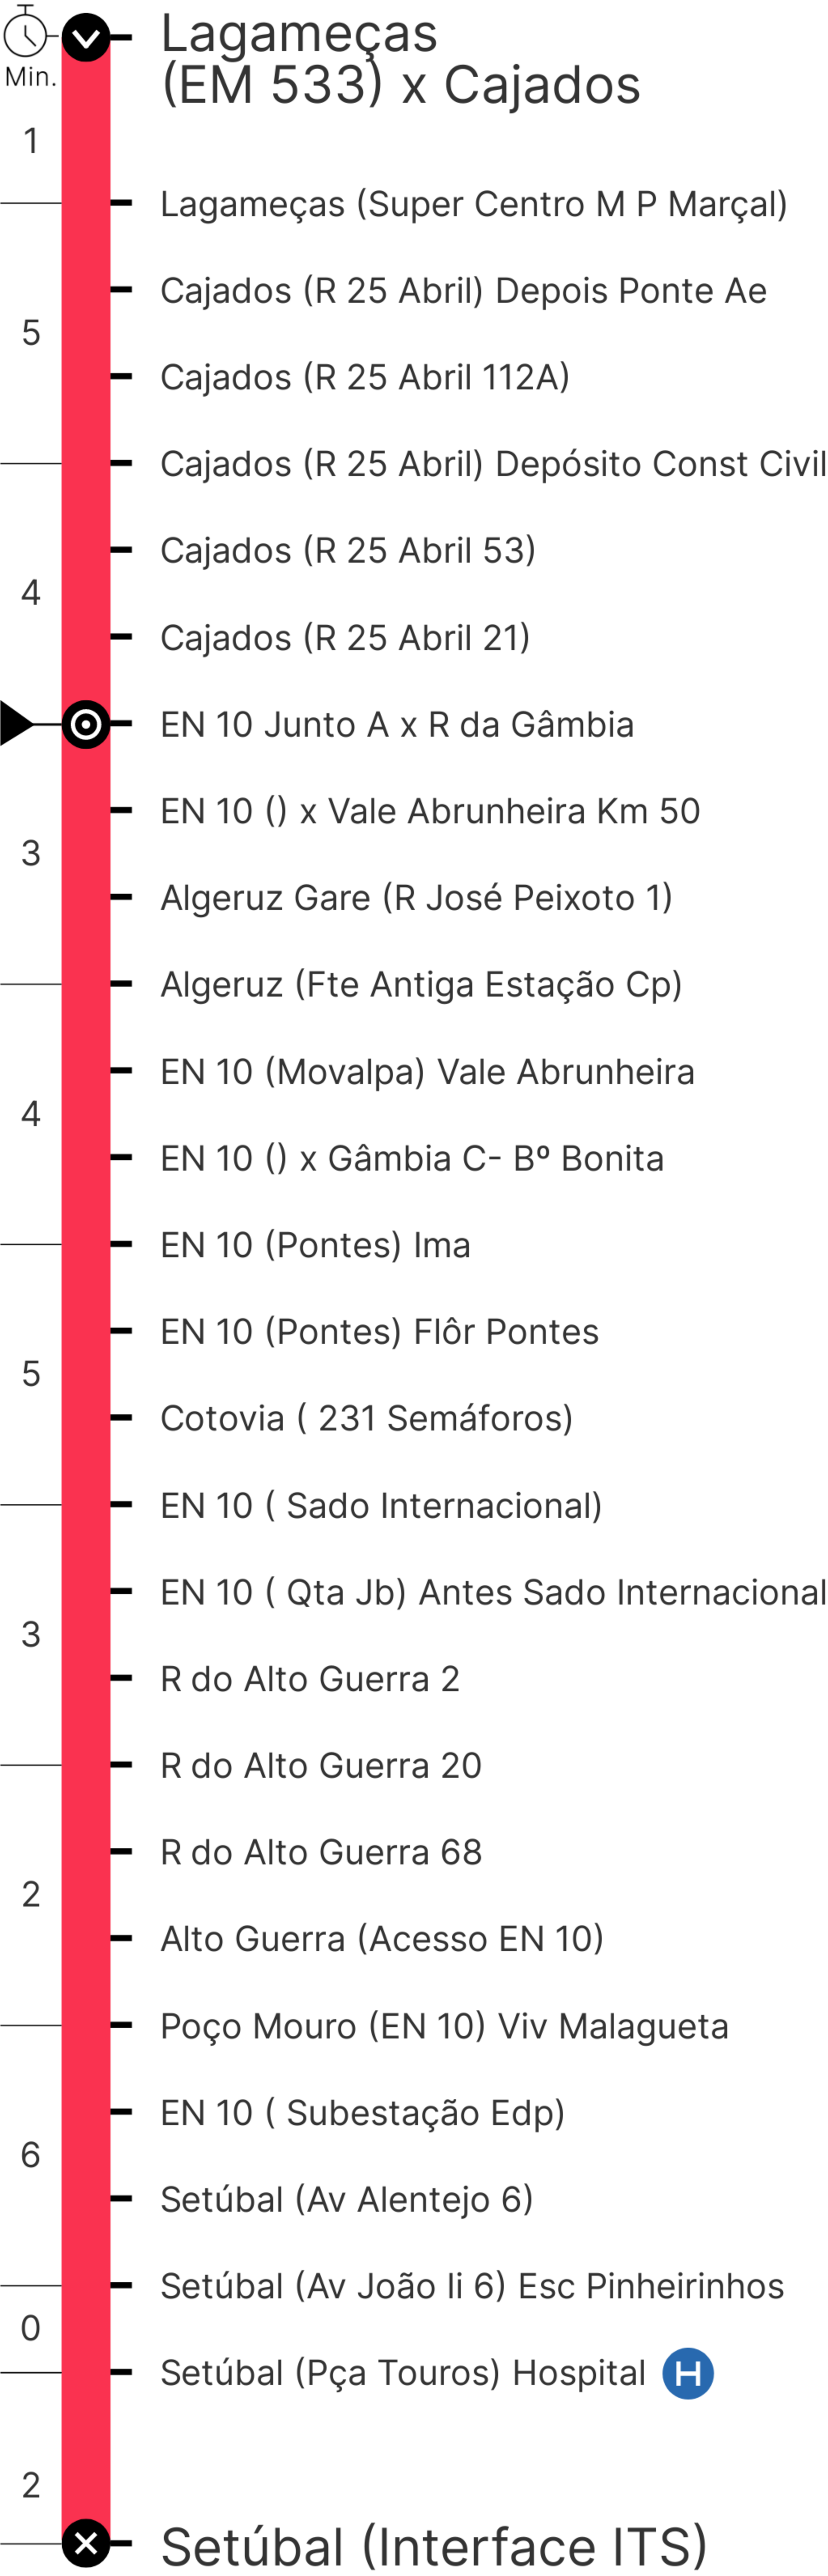 Lagameças
(EM 533) x Cajados
Min.
1
Lagameças (Super Centro M P Marçal)
Cajados (R 25 Abril) Depois Ponte Ae
5
Cajados (R 25 Abril 112A)
Cajados (R 25 Abril) Depósito Const Civil
Cajados (R 25 Abril 53)
4
Cajados (R 25 Abril 21)
EN 10 Junto A x R da Gâmbia
EN 10 () x Vale Abrunheira Km 50
3
Algeruz Gare (R José Peixoto 1)
Algeruz (Fte Antiga Estação Cp)
EN 10 (Movalpa) Vale Abrunheira
4
EN 10 () x Gâmbia C- Bº Bonita
EN 10 (Pontes) Ima
EN 10 (Pontes) Flôr Pontes
5
Cotovia ( 231 Semáforos)
EN 10 ( Sado Internacional)
EN 10 ( Qta Jb) Antes Sado Internacional
3
R do Alto Guerra 2
R do Alto Guerra 20
R do Alto Guerra 68
2
Alto Guerra (Acesso EN 10)
Poço Mouro (EN 10) Viv Malagueta
EN 10 ( Subestação Edp)
6
Setúbal (Av Alentejo 6)
Setúbal (Av João Ii 6) Esc Pinheirinhos
0
Setúbal (Pça Touros) Hospital H
2
Setúbal (Interface ITS)